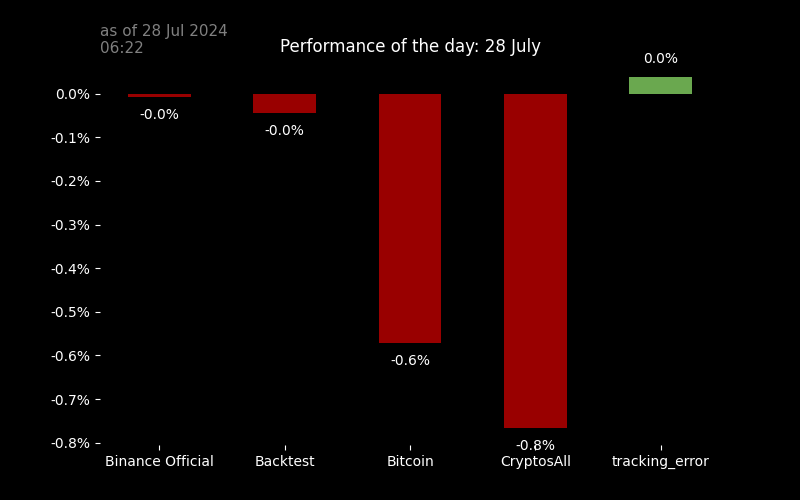 as of 28 Jul 2024
06:22
Performance of the day: 28 July
0.0%
0.0%
-0.1%
-0.2%
-0.3%
-0.4%
-0.5%
-0.6%
-0.7%
-0.8%
-0.0%
-0.0%
-0.6%
-0.8%
Binance Official
Backtest
Bitcoin
CryptosAll
tracking_error